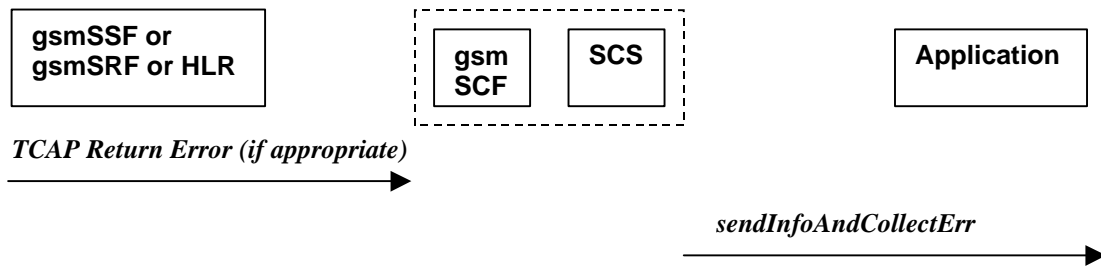 gsmSSF or
gsmSRF or HLR
gsm
SCF
SCS
Application
TCAP Return Error (if appropriate)
sendInfoAndCollectErr